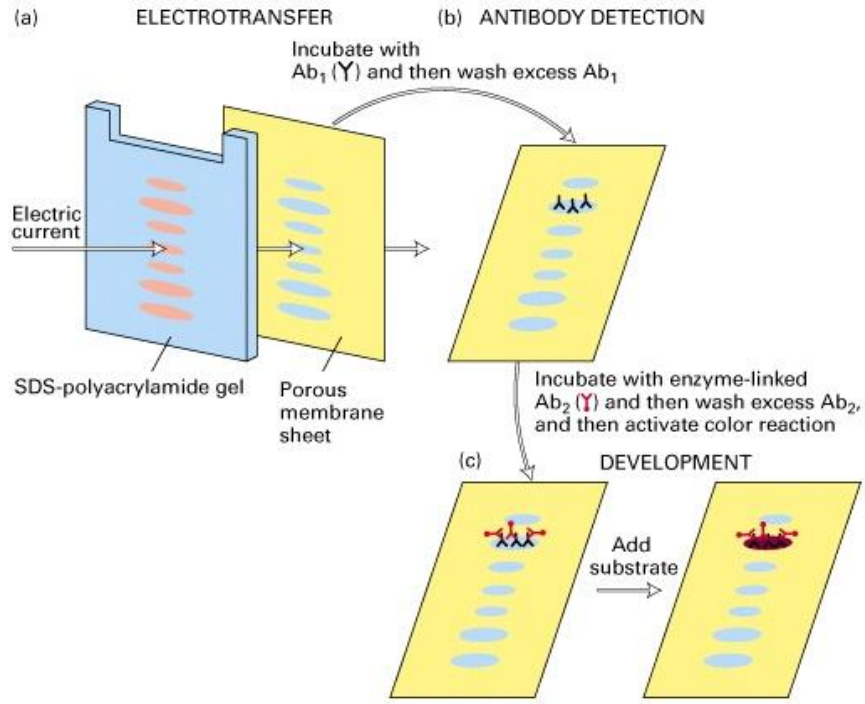 (a)
ELECTROTRANSFER
(b)
ANTIBODY DETECTION
Incubate with
Ab₁ (Y) and then wash excess Ab₁
Electric
current
SDS-polyacrylamide gel
Porous
membrane
sheet
Incubate with enzyme-linked
Ab₂ (Y) and then wash excess Ab₂,
and then activate color reaction
(c)
DEVELOPMENT
Add
substrate